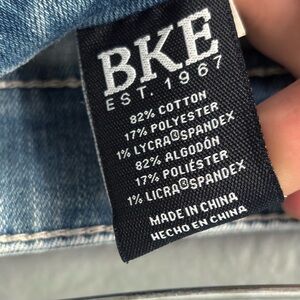 BKE
EST. 1967
82% COTTON
17% POLYESTER
1% LYCRA®SPANDEX
82% ALGODÓN
17% POLIÉSTER
1% LICRA®SPANDEX
MADE IN CHINA
HECHO EN CHINA